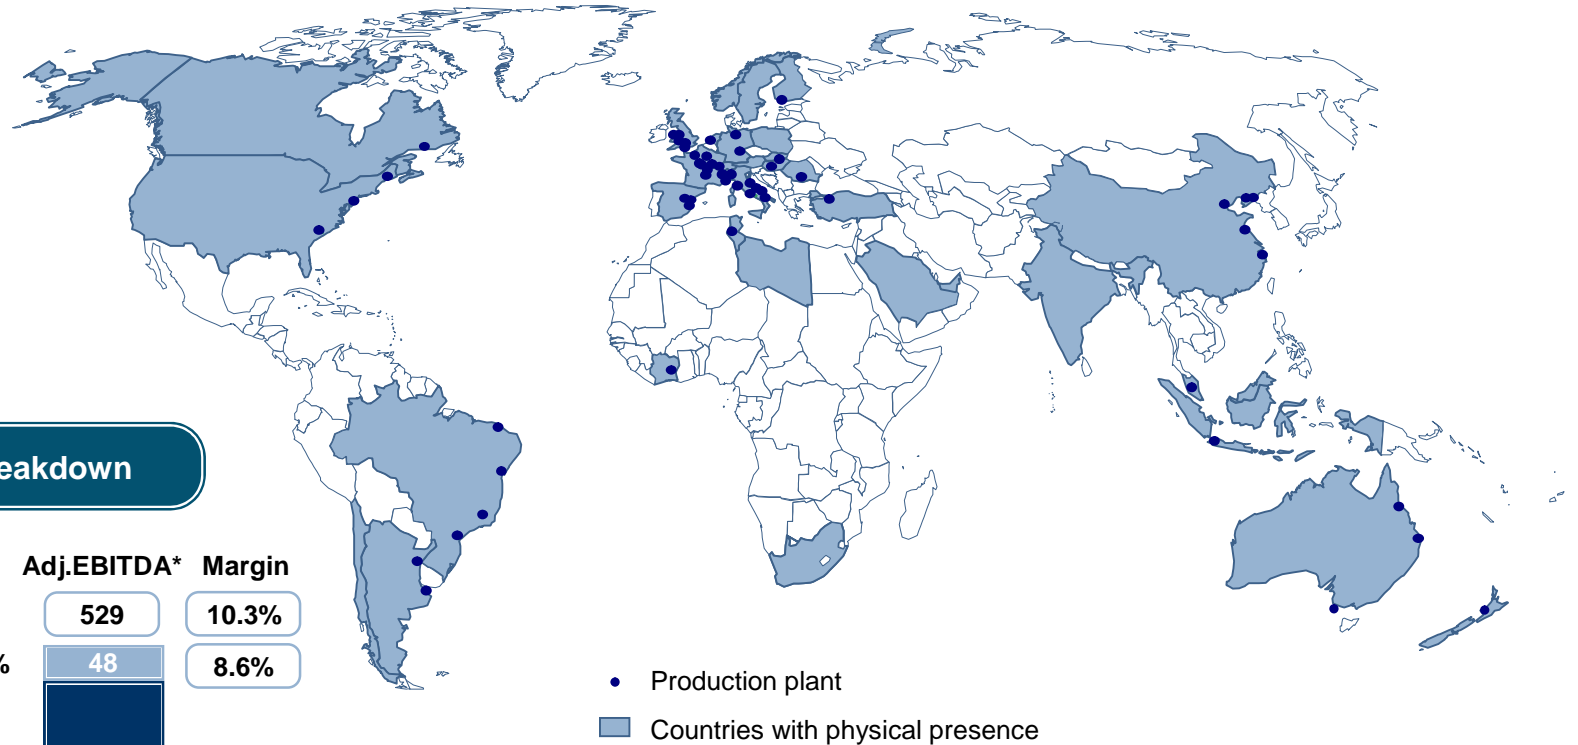 eakdown
Adj.EBITDA* Margin
529 10.3%
% 48 8.6%
Production plant
Countries with physical presence